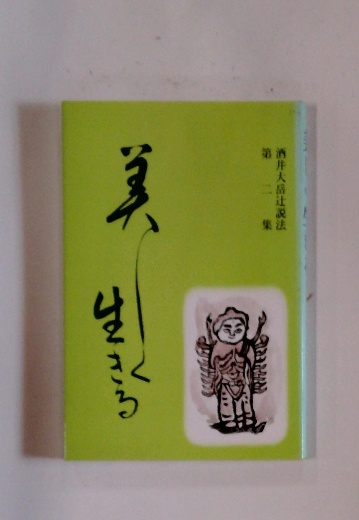 酒井大岳辻説法
第二集
美しく
生きる